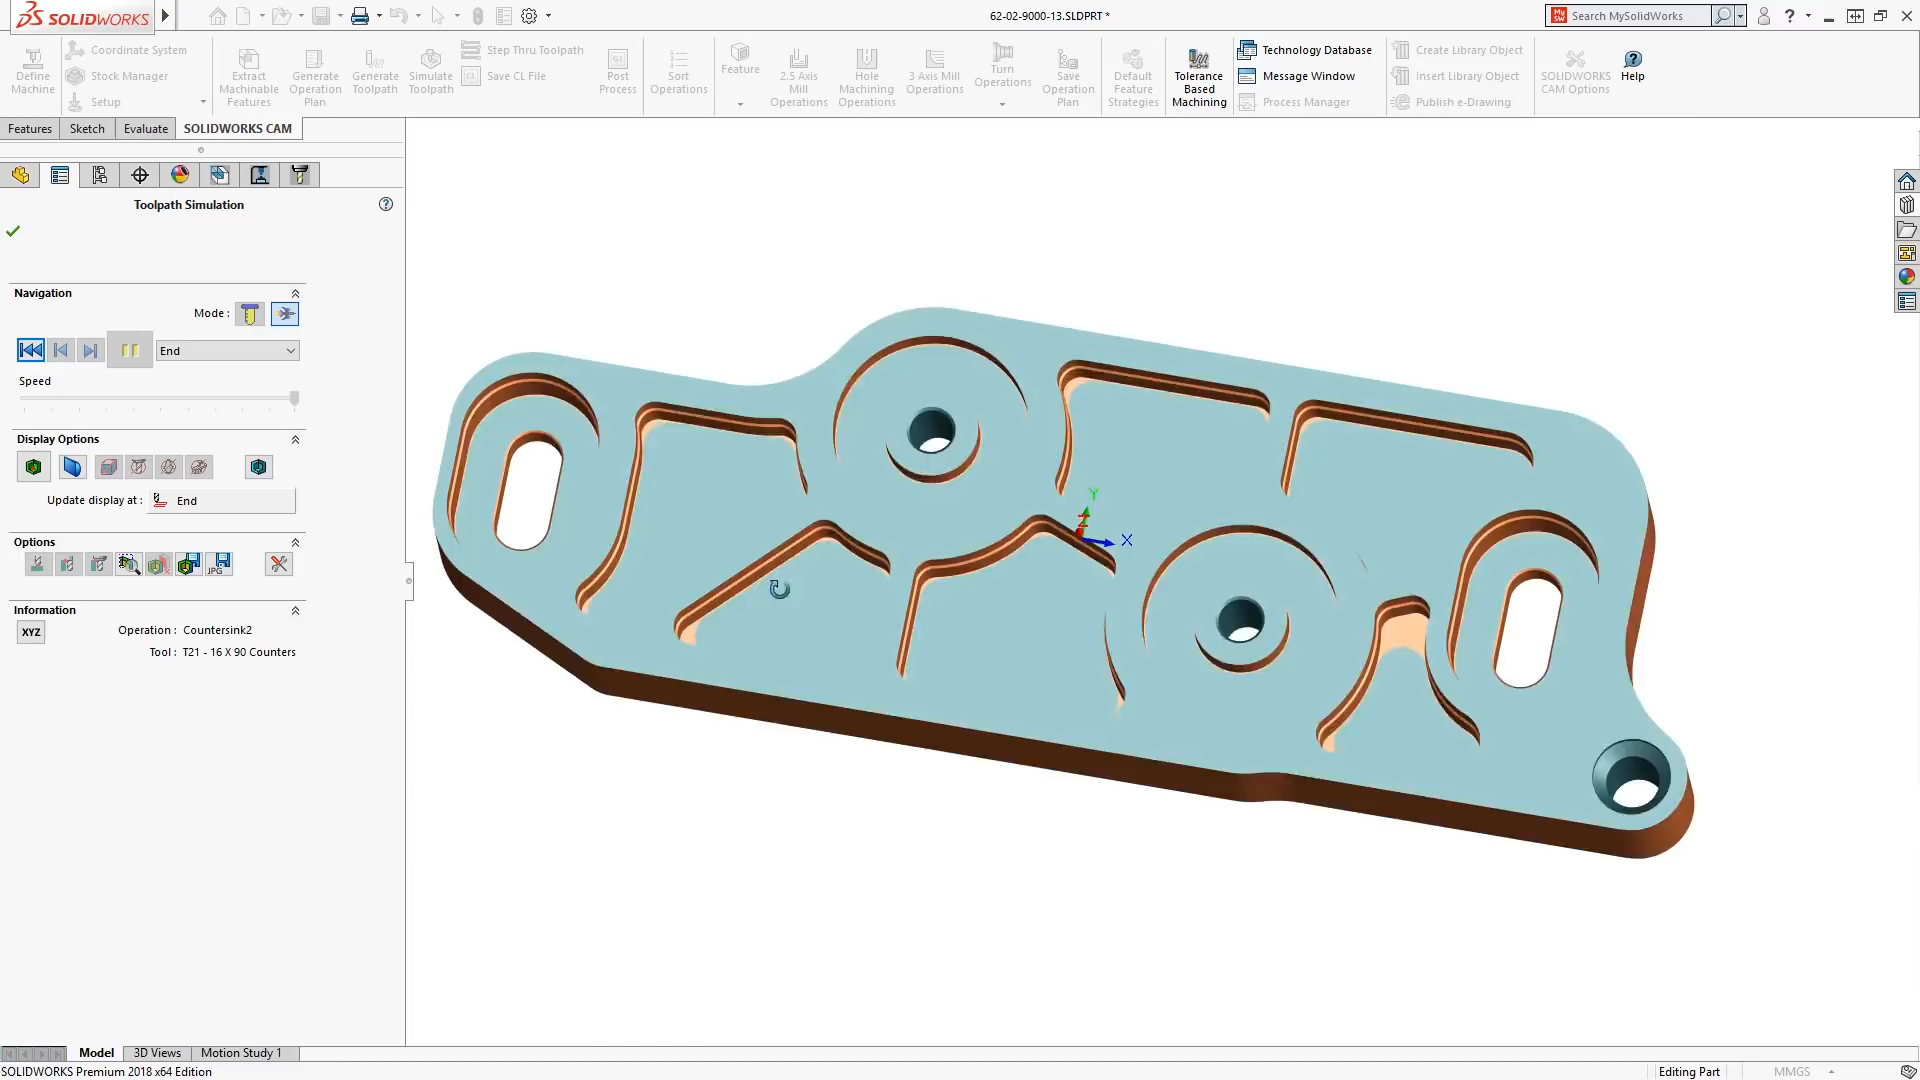 SOLIDWORKS
62-02-9000-13.SLDPRT *
Search MySolidWorks
Define Machine
Coordinate System
Stock Manager
Setup
Extract Machinable Features
Generate Operation Plan
Generate Toolpath
Simulate Toolpath
Step Thru Toolpath
Save CL File
Post Process
Sort Operations
Feature
2.5 Axis Mill Operations
Hole Machining Operations
3 Axis Mill Operations
Turn Operations
Save Operation Plan
Default Feature Strategies
Tolerance Based Machining
Technology Database
Message Window
Process Manager
Create Library Object
Insert Library Object
Publish e-Drawing
SOLIDWORKS CAM Options
Help
Features
Sketch
Evaluate
SOLIDWORKS CAM
Toolpath Simulation
Navigation
Mode :
End
Speed
Display Options
Update display at :
End
Options
JPG
Information
XYZ
Operation : Countersink2
Tool : T21 - 16 X 90 Counters
Y
Z
X
Model
3D Views
Motion Study 1
SOLIDWORKS Premium 2018 x64 Edition
Editing Part
MMGS